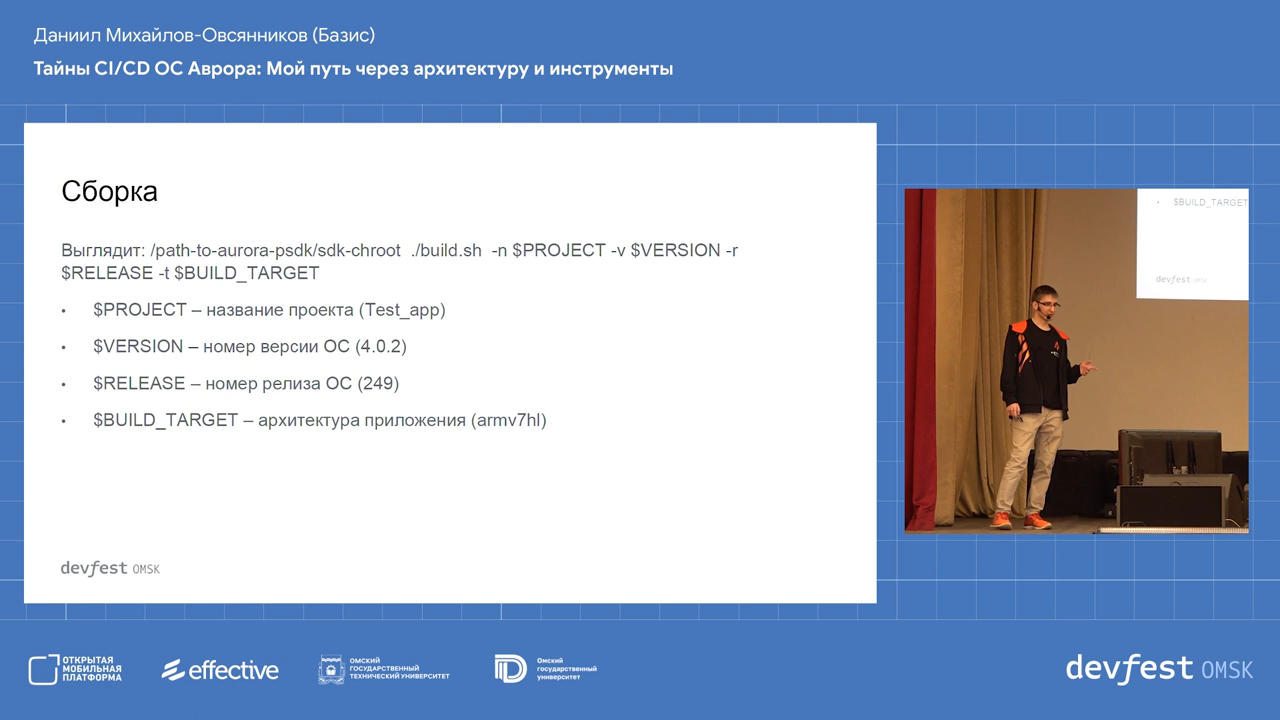 Даниил Михайлов-Овсянников (Базис)
Тайны CI/CD ОС Аврора: Мой путь через архитектуру и инструменты
Сборка
Выглядит: /path-to-aurora-psdk/sdk-chroot ./build.sh -n $PROJECT -v $VERSION -r
$RELEASE -t $BUILD_TARGET
• $PROJECT – название проекта (Test_app)
• $VERSION – номер версии ОС (4.0.2)
• $RELEASE – номер релиза ОС (249)
• $BUILD_TARGET – архитектура приложения (armv7hl)
devfest OMSK
• $BUILD_TARGET
devfest OMSK
ОТКРЫТАЯ
МОБИЛЬНАЯ
ПЛАТФОРМА
effective
ОМСКИЙ
ГОСУДАРСТВЕННЫЙ
ТЕХНИЧЕСКИЙ УНИВЕРСИТЕТ
Омский
государственный
университет
devfest OMSK